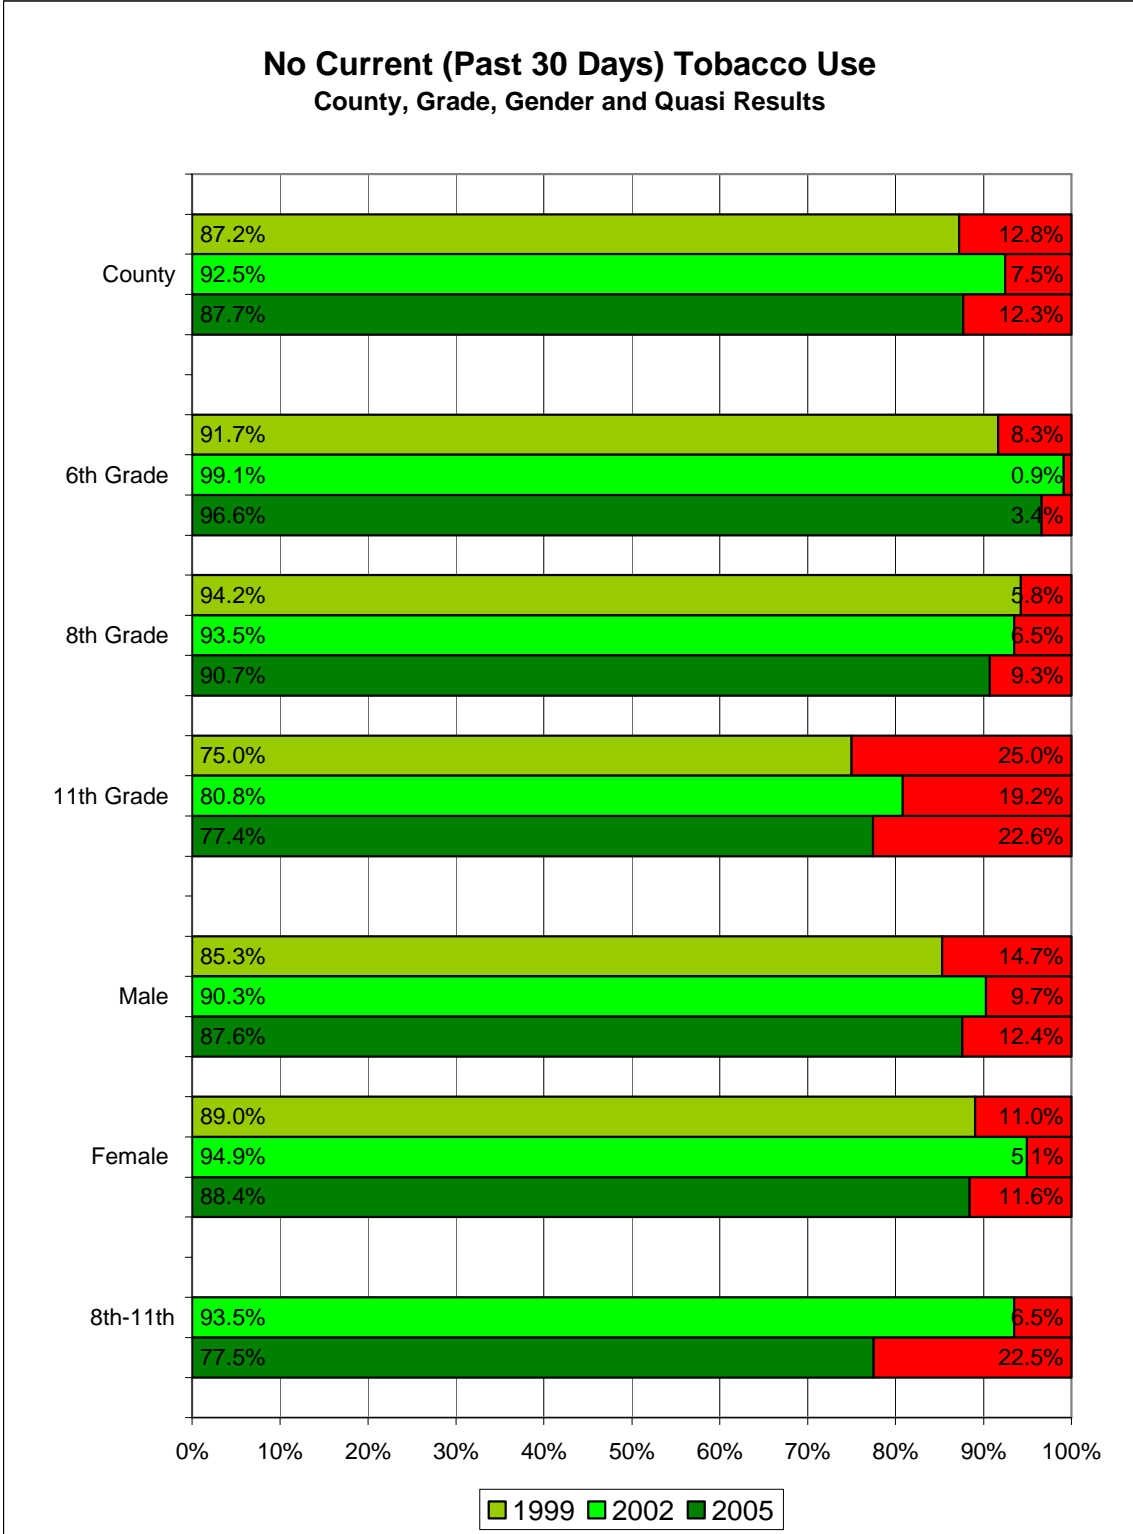 No Current (Past 30 Days) Tobacco Use
County, Grade, Gender and Quasi Results
87.2% 12.8%
County 92.5% 7.5%
87.7% 12.3%
91.7% 8.3%
6th Grade 99.1% 0.9%
96.6% 3.4%
94.2% 5.8%
8th Grade 93.5% 6.5%
90.7% 9.3%
75.0% 25.0%
11th Grade 80.8% 19.2%
77.4% 22.6%
85.3% 14.7%
Male 90.3% 9.7%
87.6% 12.4%
89.0% 11.0%
Female 94.9% 5.1%
88.4% 11.6%
8th-11th 93.5% 6.5%
77.5% 22.5%
0% 10% 20% 30% 40% 50% 60% 70% 80% 90% 100%
1999 2002 2005